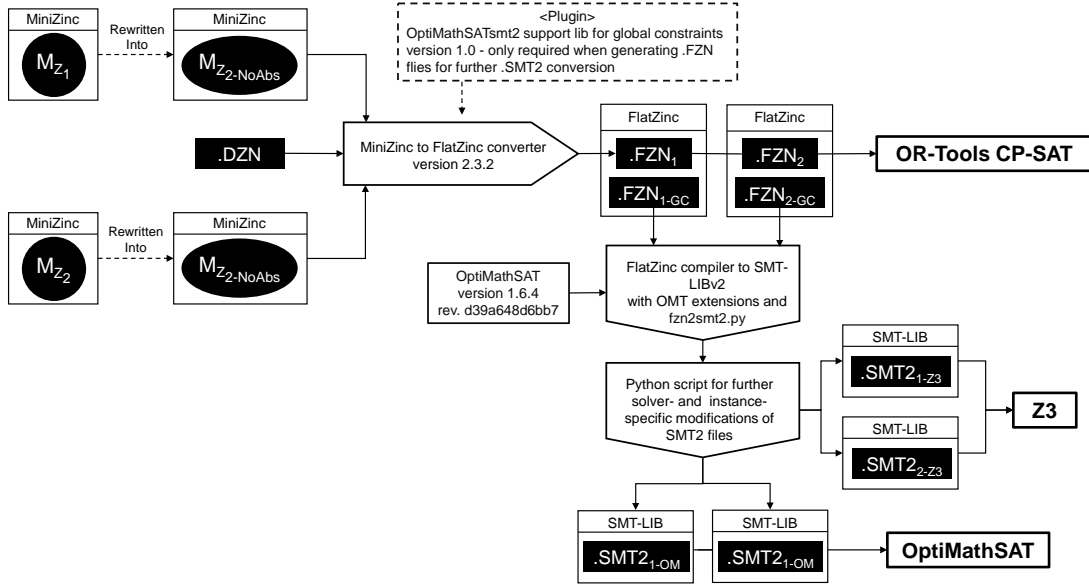 MiniZinc
M_Z_1
Rewritten
Into
MiniZinc
M_Z_2-NoAbs
<Plugin>
OptiMathSATsmt2 support lib for global constraints
version 1.0 - only required when generating .FZN
flies for further .SMT2 conversion
.DZN
MiniZinc to FlatZinc converter
version 2.3.2
FlatZinc
.FZN1
.FZN1-GC
FlatZinc
.FZN2
.FZN2-GC
OR-Tools CP-SAT
MiniZinc
M_Z_2
Rewritten
Into
MiniZinc
M_Z_2-NoAbs
OptiMathSAT
version 1.6.4
rev. d39a648d6bb7
FlatZinc compiler to SMT-
LIBv2
with OMT extensions and
fzn2smt2.py
Python script for further
solver- and instance-
specific modifications of
SMT2 files
SMT-LIB
.SMT21-Z3
SMT-LIB
.SMT22-Z3
Z3
SMT-LIB
.SMT21-OM
SMT-LIB
.SMT21-OM
OptiMathSAT